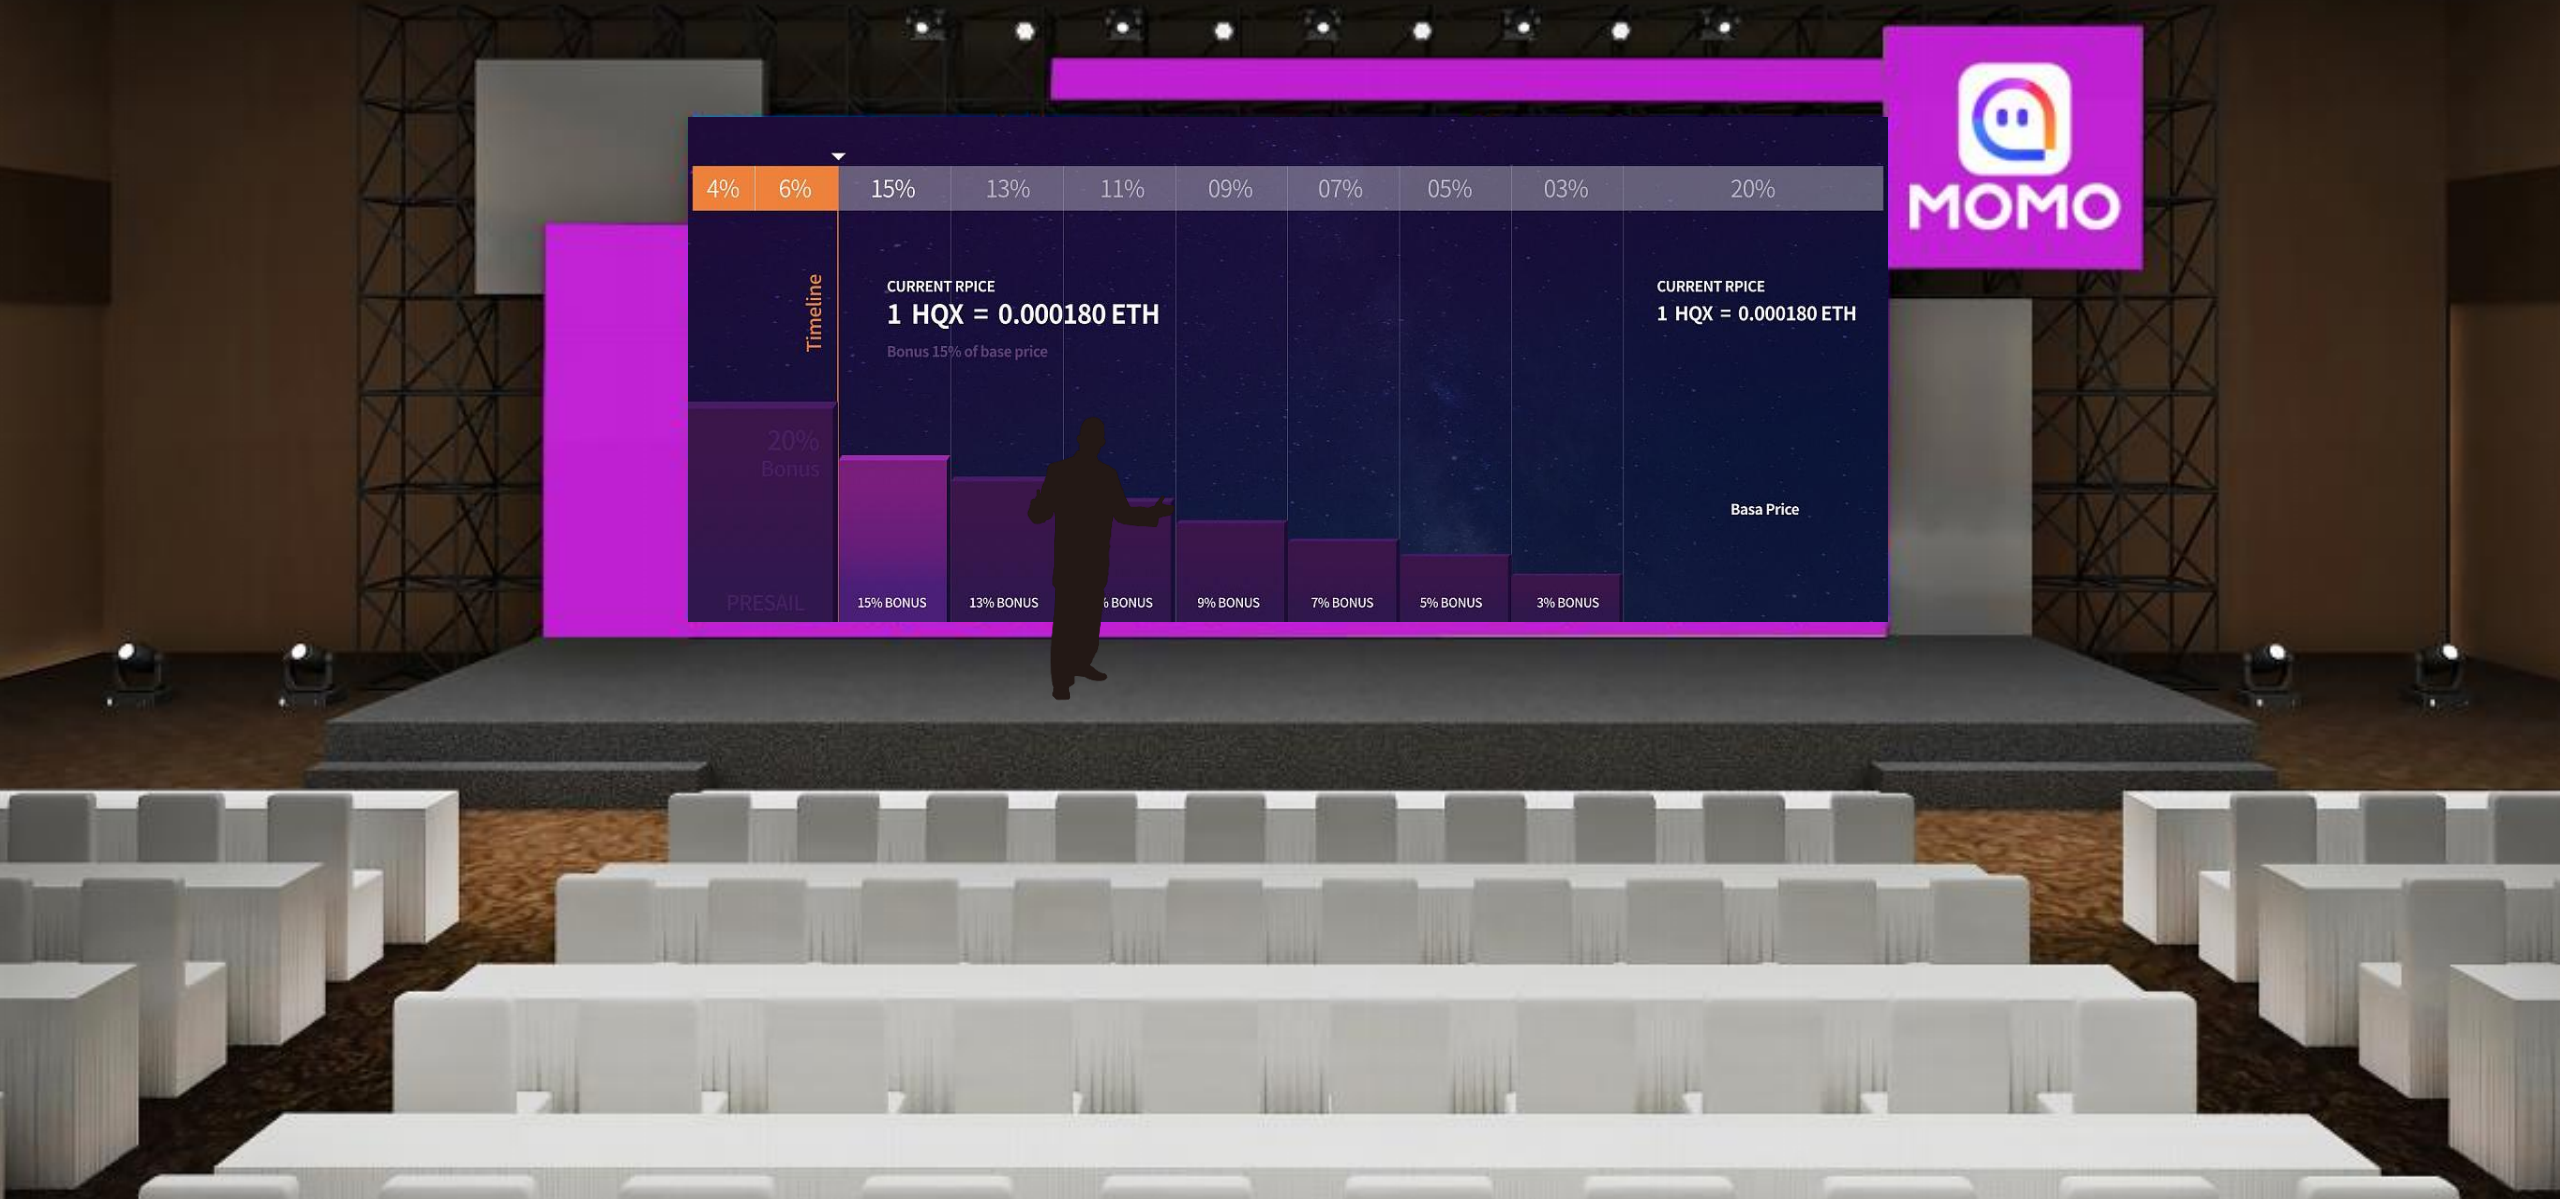 MOMO
4% 6% 15% 13% 11% 09% 07% 05% 03% 20%
Timeline
CURRENT RPICE
1 HQX = 0.000180 ETH
Bonus 15% of base price
CURRENT RPICE
1 HQX = 0.000180 ETH
20%
Bonus
Basa Price
PRESAIL
15% BONUS
13% BONUS
% BONUS
9% BONUS
7% BONUS
5% BONUS
3% BONUS